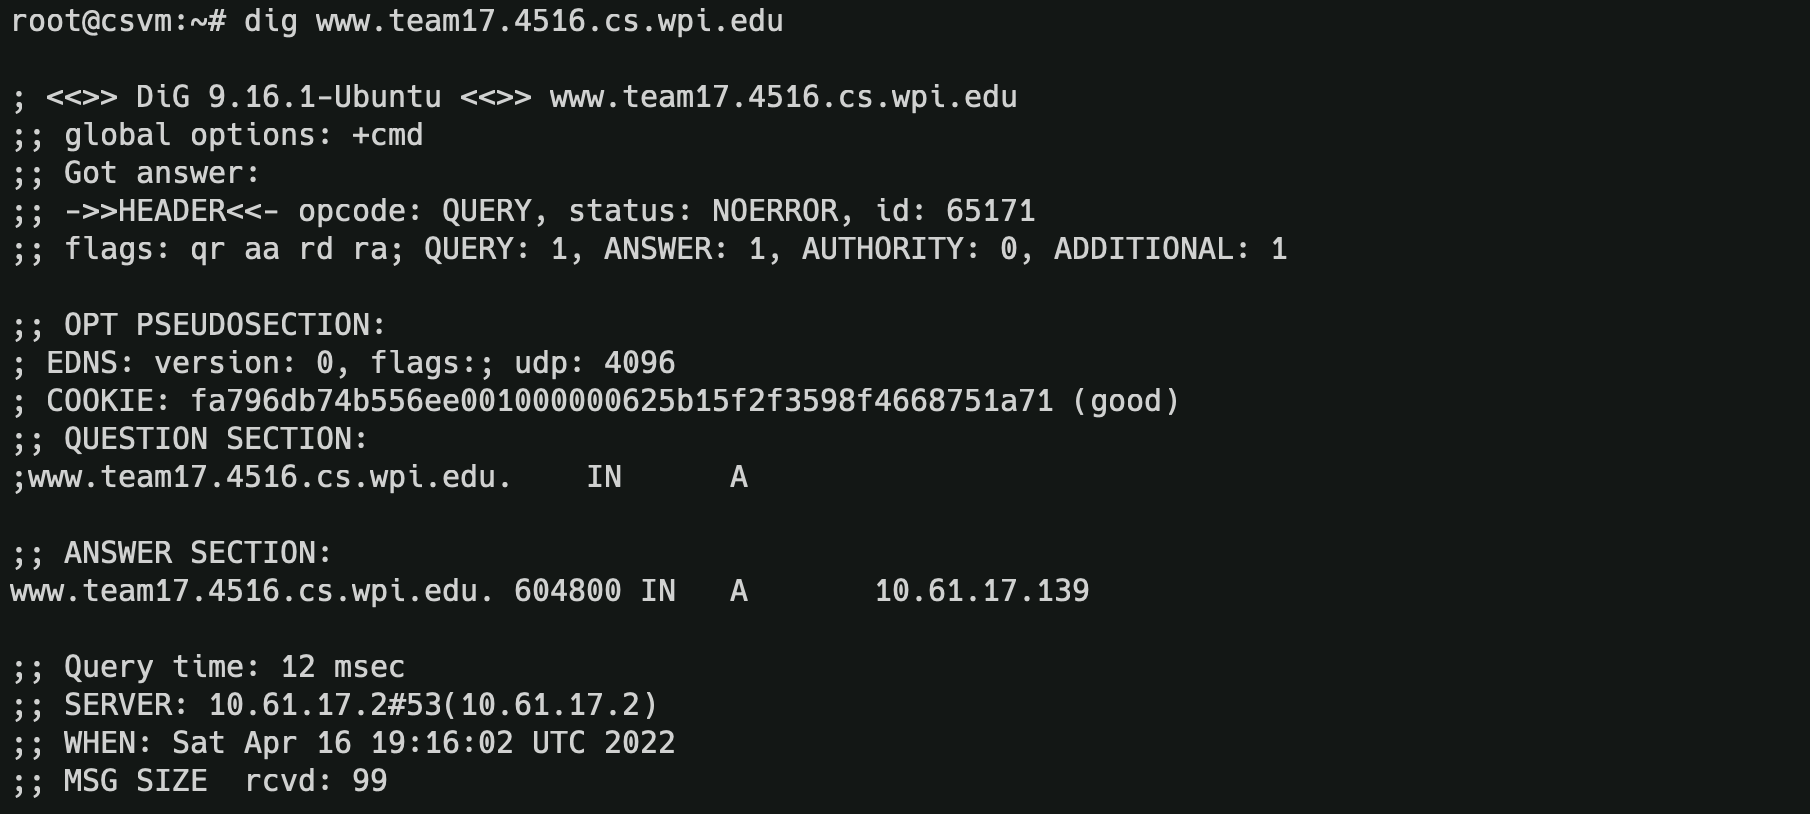 root@csvm:~# dig www.team17.4516.cs.wpi.edu
; <<>> DiG 9.16.1-Ubuntu <<>> www.team17.4516.cs.wpi.edu
;; global options: +cmd
;; Got answer:
;; ->>HEADER<<- opcode: QUERY, status: NOERROR, id: 65171
;; flags: qr aa rd ra; QUERY: 1, ANSWER: 1, AUTHORITY: 0, ADDITIONAL: 1
;; OPT PSEUDOSECTION:
; EDNS: version: 0, flags:; udp: 4096
; COOKIE: fa796db74b556ee001000000625b15f2f3598f4668751a71 (good)
;; QUESTION SECTION:
;www.team17.4516.cs.wpi.edu. IN A
;; ANSWER SECTION:
www.team17.4516.cs.wpi.edu. 604800 IN A 10.61.17.139
;; Query time: 12 msec
;; SERVER: 10.61.17.2#53(10.61.17.2)
;; WHEN: Sat Apr 16 19:16:02 UTC 2022
;; MSG SIZE rcvd: 99